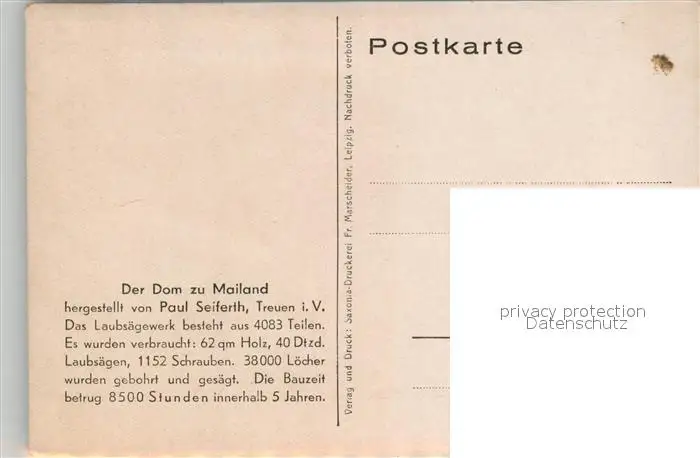 Postkarte
Verlag und Druck: Saxonia-Druckerei Fr. Marscheider, Leipzig. Nachdruck verboten.
Der Dom zu Mailand
hergestellt von Paul Seiferth, Treuen i. V.
Das Laubsägewerk besteht aus 4083 Teilen.
Es wurden verbraucht: 62 qm Holz, 40 Dtzd.
Laubsägen, 1152 Schrauben. 38000 Löcher
wurden gebohrt und gesägt. Die Bauzeit
betrug 8500 Stunden innerhalb 5 Jahren.
privacy protection
Datenschutz